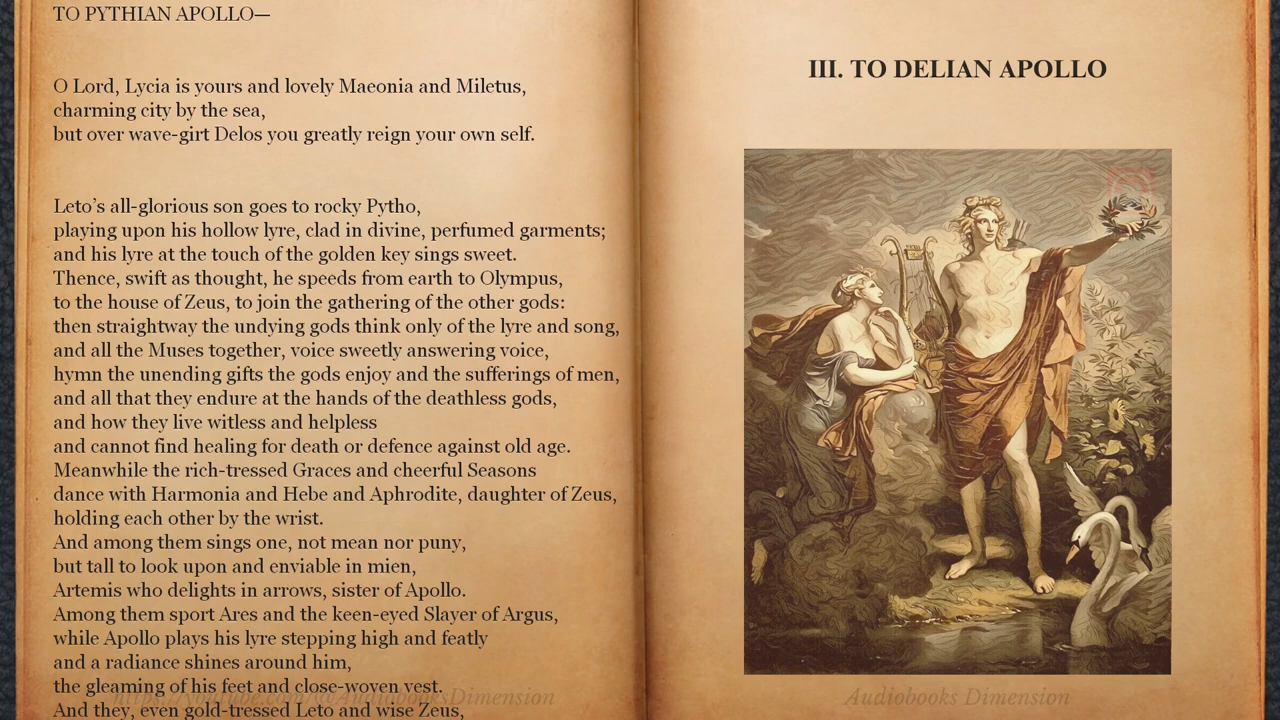 TO PYTHIAN APOLLO—
O Lord, Lycia is yours and lovely Maeonia and Miletus,
charming city by the sea,
but over wave-girt Delos you greatly reign your own self.
Leto’s all-glorious son goes to rocky Pytho,
playing upon his hollow lyre, clad in divine, perfumed garments;
and his lyre at the touch of the golden key sings sweet.
Thence, swift as thought, he speeds from earth to Olympus,
to the house of Zeus, to join the gathering of the other gods:
then straightway the undying gods think only of the lyre and song,
and all the Muses together, voice sweetly answering voice,
hymn the unending gifts the gods enjoy and the sufferings of men,
and all that they endure at the hands of the deathless gods,
and how they live witless and helpless
and cannot find healing for death or defence against old age.
Meanwhile the rich-tressed Graces and cheerful Seasons
dance with Harmonia and Hebe and Aphrodite, daughter of Zeus,
holding each other by the wrist.
And among them sings one, not mean nor puny,
but tall to look upon and enviable in mien,
Artemis who delights in arrows, sister of Apollo.
Among them sport Ares and the keen-eyed Slayer of Argus,
while Apollo plays his lyre stepping high and featly
and a radiance shines around him,
the gleaming of his feet and close-woven vest.
https://youtube.com/@AudiobooksDimension
And they, even gold-tressed Leto and wise Zeus,
III. TO DELIAN APOLLO
Audiobooks Dimension